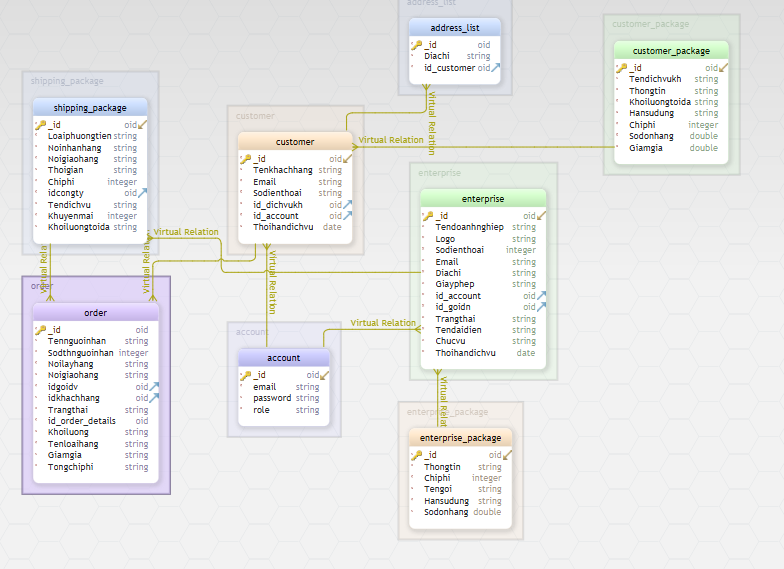 address_list
address_list
_id oid
Diachi string
id_customer oid
customer_package
customer_package
_id oid
Tendichvukh string
Thongtin string
Khoiluongtoida string
Hansudung string
Chiphi integer
Sodonhang double
Giamgia double
shipping_package
shipping_package
_id oid
Loaiphuongtien string
Noinhanhang string
Noigiaohang string
Thoigian string
Chiphi integer
idcongty oid
Tendichvu string
Khuyenmai integer
Khoiluongtoida string
customer
customer
_id oid
Tenkhachhang string
Email string
Sodienthoai string
id_dichvukh oid
id_account oid
Thoihandichvu date
Virtual Relation
Virtual Relation
enterprise
enterprise
_id oid
Tendoanhnghiep string
Logo string
Sodienthoai integer
Email string
Diachi string
Giayphep string
id_account oid
id_goidn oid
Trangthai string
Tendaidien string
Chucvu string
Thoihandichvu date
Virtual Relation
Virtual Rela
Virtual Rela
Virtual Relation
order
order
_id oid
Tennguoinhan string
Sodthnguoinhan integer
Noilayhang string
Noigiaohang string
idgoidv oid
idkhachhang oid
Trangthai string
id_order_details oid
Khoiluong string
Tenloaihang string
Giamgia string
Tongchiphi string
account
account
_id oid
email string
password string
role string
Virtual Relation
Virtual Relat
enterprise_package
enterprise_package
_id oid
Thongtin string
Chiphi integer
Tengoi string
Hansudung string
Sodonhang double